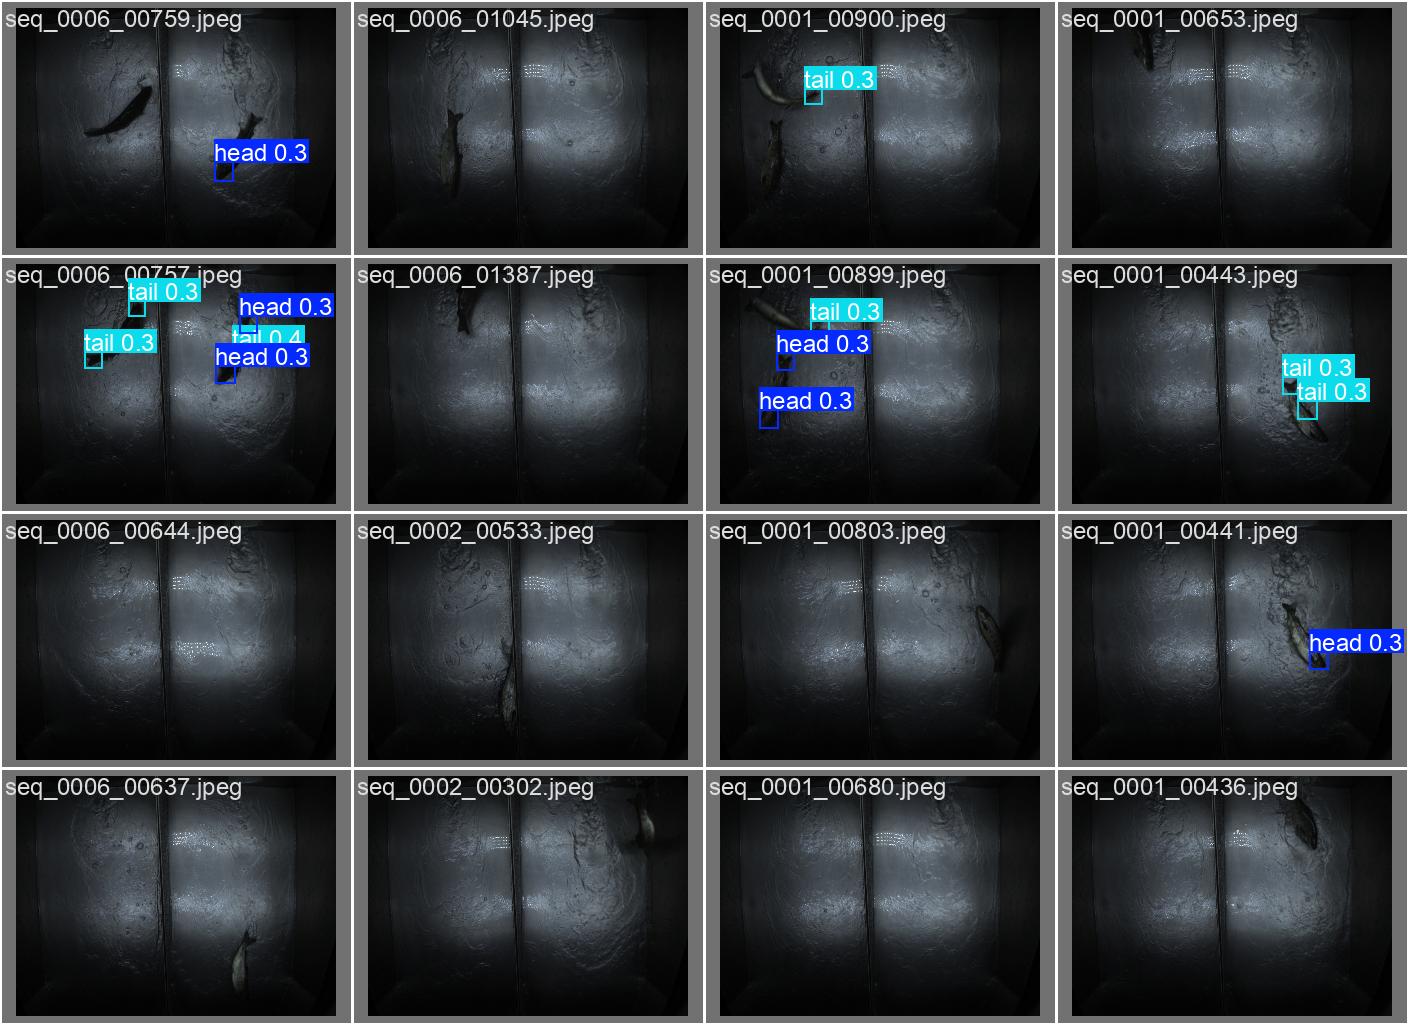 seq_0006_00759.jpeg
seq_0006_01045.jpeg
seq_0001_00900.jpeg
seq_0001_00653.jpeg
tail 0.3
head 0.3
seq_0006_00757.jpeg
seq_0006_01387.jpeg
seq_0001_00899.jpeg
seq_0001_00443.jpeg
tail 0.3
head 0.3
tail 0.3
tail 0.4
head 0.3
tail 0.3
head 0.3
head 0.3
tail 0.3
tail 0.3
seq_0006_00644.jpeg
seq_0002_00533.jpeg
seq_0001_00803.jpeg
seq_0001_00441.jpeg
head 0.3
seq_0006_00637.jpeg
seq_0002_00302.jpeg
seq_0001_00680.jpeg
seq_0001_00436.jpeg